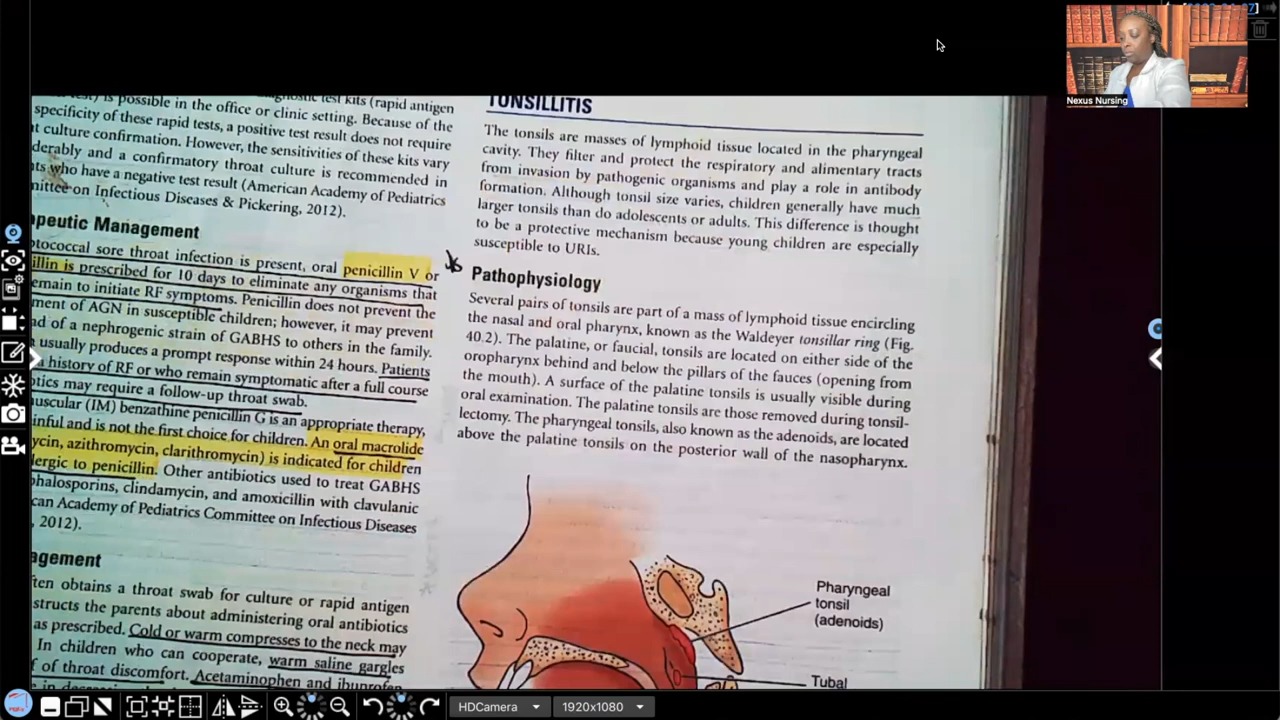 Nexus Nursing
gnostic test kits (rapid antigen
test) is possible in the office or clinic setting. Because of the
specificity of these rapid tests, a positive test result does not require
t culture confirmation. However, the sensitivities of these kits vary
derably and a confirmatory throat culture is recommended in
ts who have a negative test result (American Academy of Pediatrics
mittee on Infectious Diseases & Pickering, 2012).
apeutic Management
ptococcal sore throat infection is present, oral penicillin V or
illin is prescribed for 10 days to eliminate any organisms that
emain to initiate RF symptoms. Penicillin does not prevent the
ment of AGN in susceptible children; however, it may prevent
ad of a nephrogenic strain of GABHS to others in the family.
usually produces a prompt response within 24 hours. Patients
a history of RF or who remain symptomatic after a full course
otics may require a follow-up throat swab.
muscular (IM) benzathine penicillin G is an appropriate therapy,
inful and is not the first choice for children. An oral macrolide
ycin, azithromycin, clarithromycin) is indicated for children
lergic to penicillin. Other antibiotics used to treat GABHS
phalosporins, clindamycin, and amoxicillin with clavulanic
can Academy of Pediatrics Committee on Infectious Diseases
, 2012).
agement
ften obtains a throat swab for culture or rapid antigen
structs the parents about administering oral antibiotics
as prescribed. Cold or warm compresses to the neck may
In children who can cooperate, warm saline gargles
f of throat discomfort. Acetaminophen and ibuprofen
TONSILLITIS
The tonsils are masses of lymphoid tissue located in the pharyngeal
cavity. They filter and protect the respiratory and alimentary tracts
from invasion by pathogenic organisms and play a role in antibody
formation. Although tonsil size varies, children generally have much
larger tonsils than do adolescents or adults. This difference is thought
to be a protective mechanism because young children are especially
susceptible to URIs.
Pathophysiology
Several pairs of tonsils are part of a mass of lymphoid tissue encircling
the nasal and oral pharynx, known as the Waldeyer tonsillar ring (Fig.
40.2). The palatine, or faucial, tonsils are located on either side of the
oropharynx behind and below the pillars of the fauces (opening from
the mouth). A surface of the palatine tonsils is usually visible during
oral examination. The palatine tonsils are those removed during tonsil-
lectomy. The pharyngeal tonsils, also known as the adenoids, are located
above the palatine tonsils on the posterior wall of the nasopharynx.
Pharyngeal
tonsil
(adenoids)
Tubal
HDCamera
1920x1080